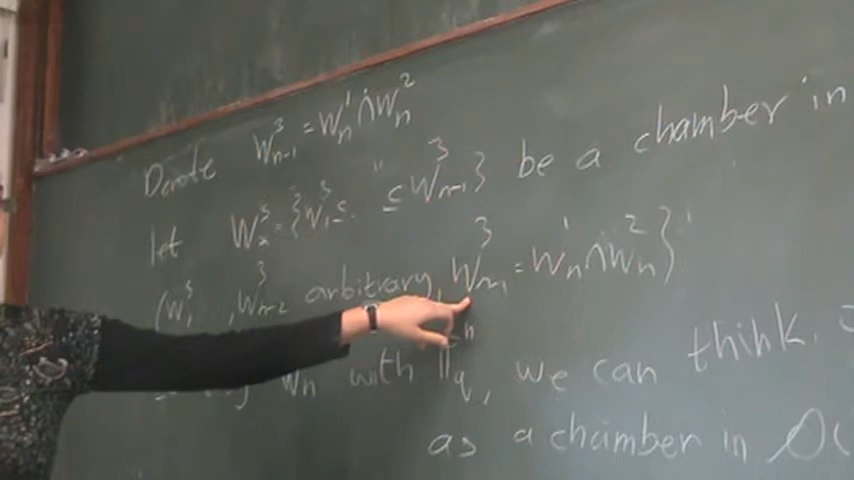 Denote W³ₙ₋₁ = W¹ₙ ∩ W²ₙ
let W³ₓ = {W³₁ ⊆ .. ⊆ W³ₙ₋₁} be a chamber in
(W³₁ , W³ₙ₋₂ arbitrary, W³ₙ₋₁ = W¹ₙ ∩ W²ₙ}
Wₙ with 𝔽ⁿ_q, we can think.
as a chamber in